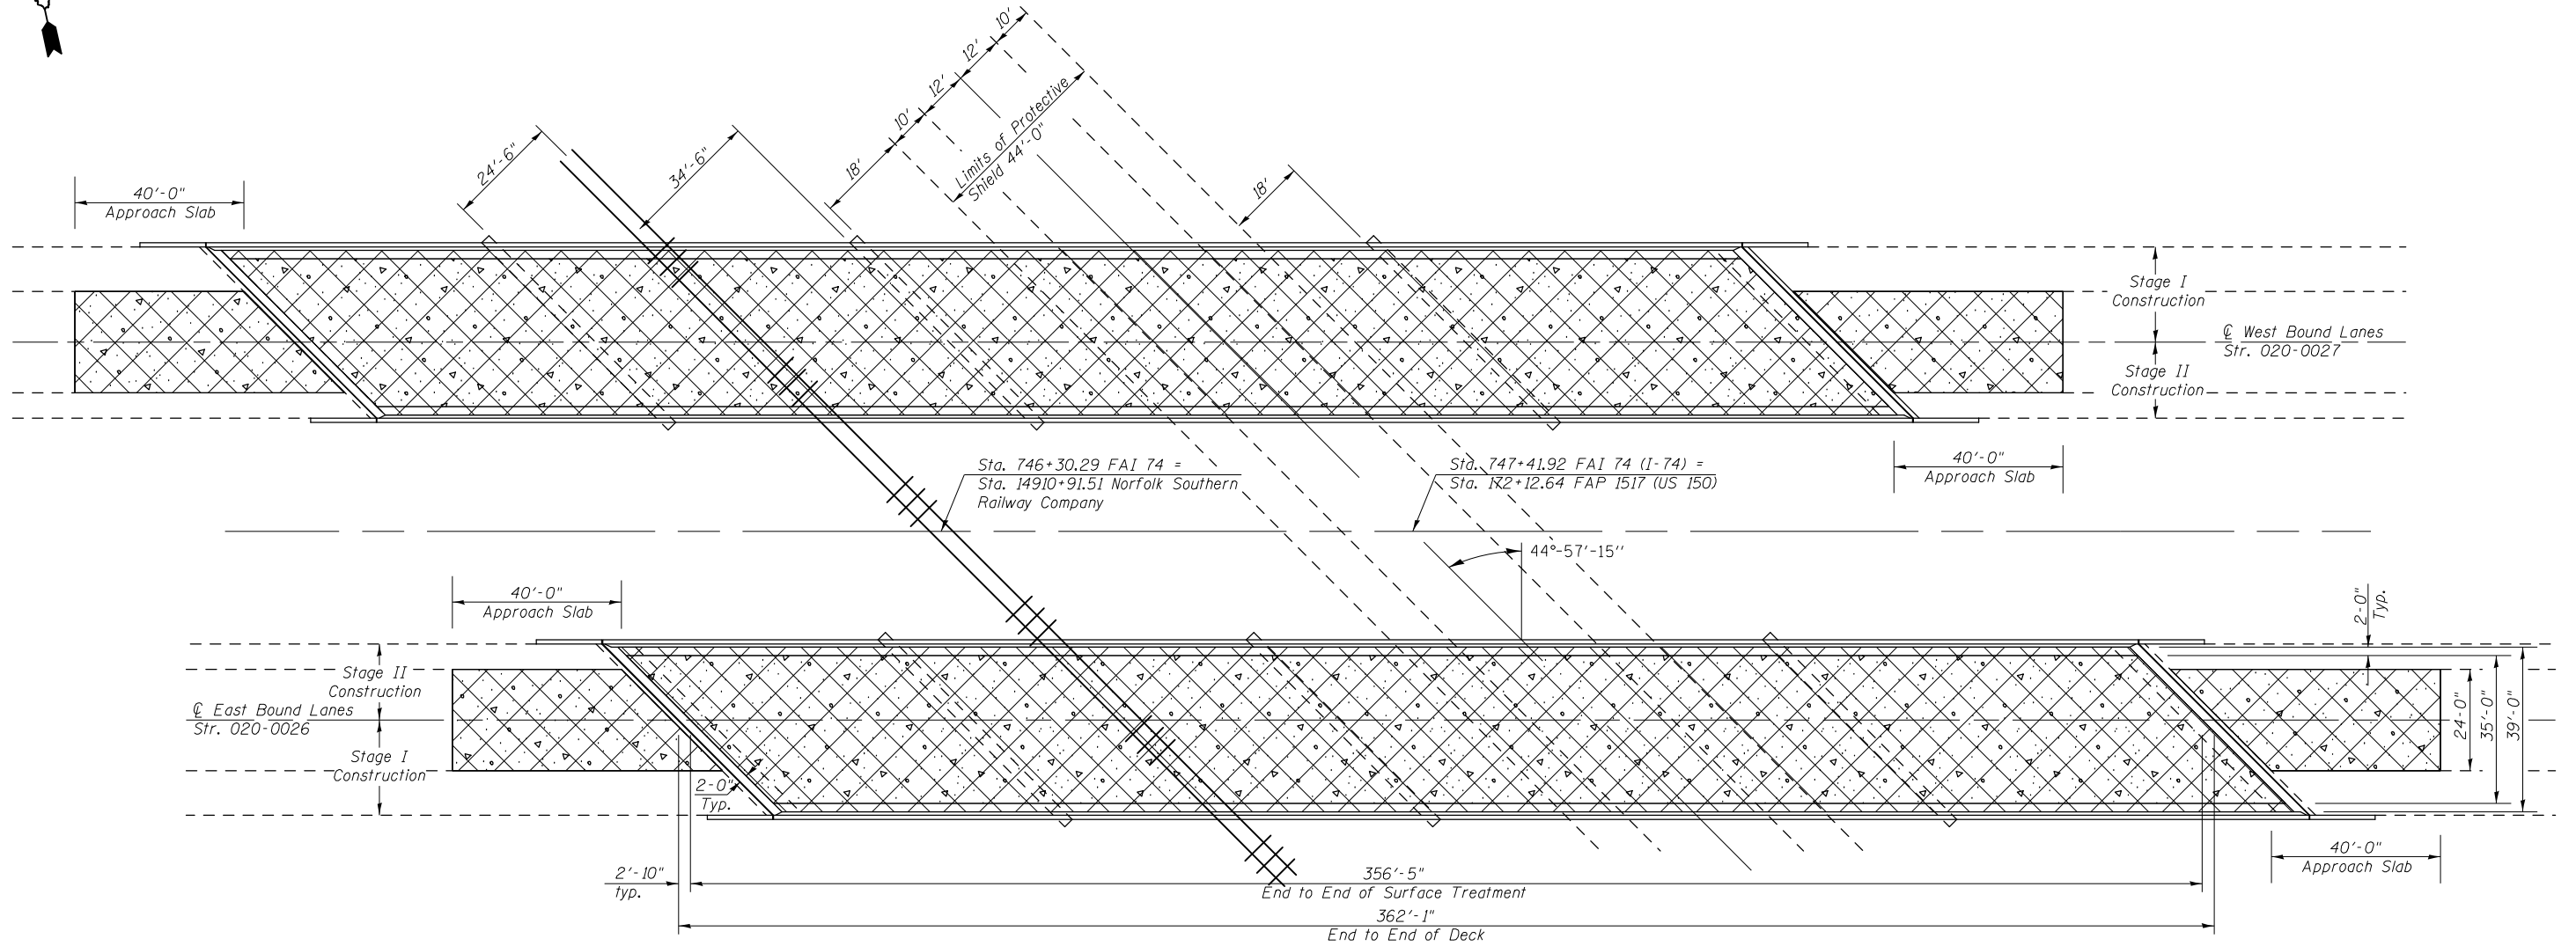 10'
12'
12'
10'
18'
Limits of Protective
Shield 44'-0"
24'-6"
34'-6"
18'
40'-0"
Approach Slab
Stage I
Construction
℄ West Bound Lanes
Str. 020-0027
Stage II
Construction
40'-0"
Approach Slab
Sta. 746+30.29 FAI 74 =
Sta. 14910+91.51 Norfolk Southern
Railway Company
Sta. 747+41.92 FAI 74 (I-74) =
Sta. 172+12.64 FAP 1517 (US 150)
44°-57'-15''
40'-0"
Approach Slab
2-0"
Typ.
Stage II
Construction
℄ East Bound Lanes
Str. 020-0026
Stage I
Construction
24-0"
35'-0"
39'-0"
2-0"
Typ.
2'-10"
typ.
356'-5"
End to End of Surface Treatment
362'-1"
End to End of Deck
40'-0"
Approach Slab